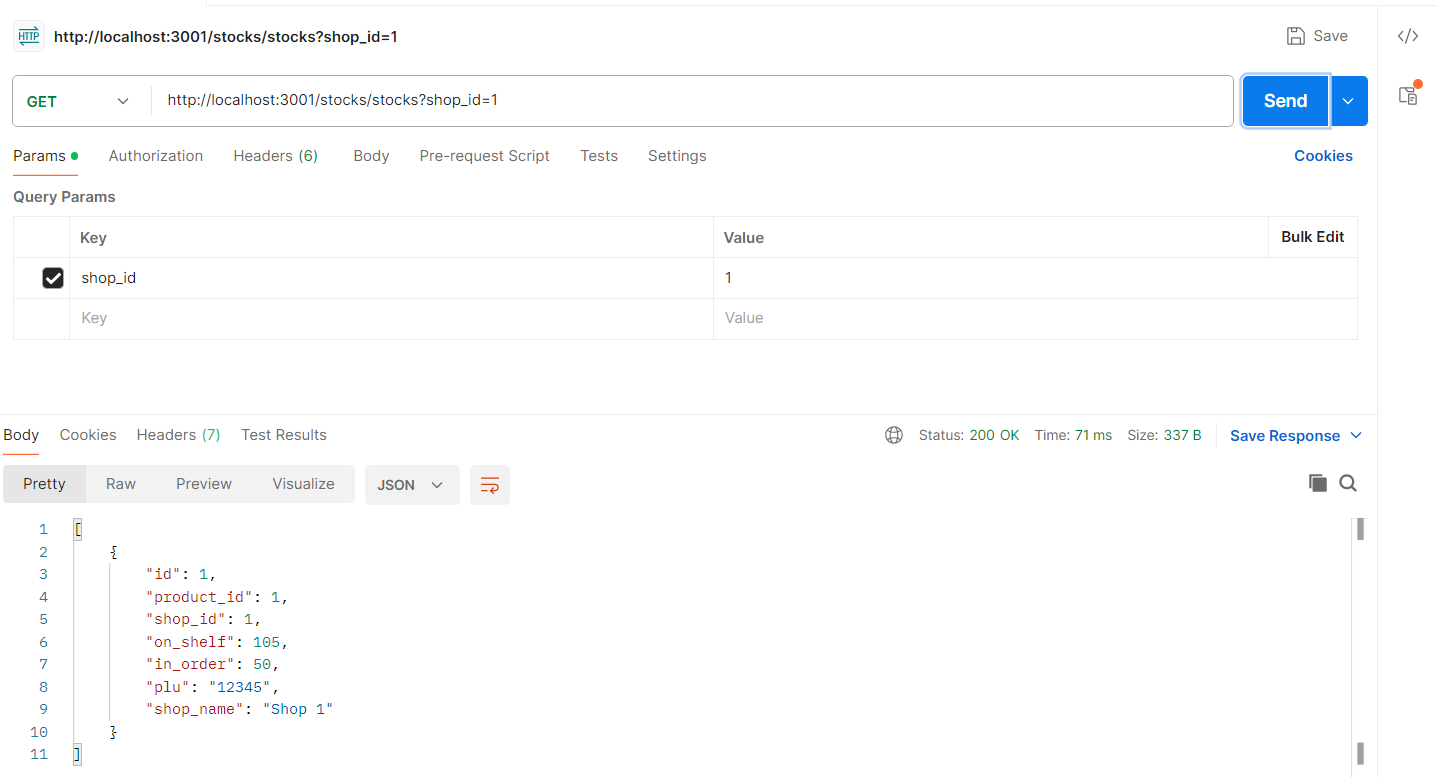 HTTP http://localhost:3001/stocks/stocks?shop_id=1 Save </>
GET http://localhost:3001/stocks/stocks?shop_id=1 Send
Params Authorization Headers (6) Body Pre-request Script Tests Settings Cookies
Query Params
Key Value Bulk Edit
shop_id 1
Key Value
Body Cookies Headers (7) Test Results Status: 200 OK Time: 71 ms Size: 337 B Save Response
Pretty Raw Preview Visualize JSON
1 [
2 {
3 "id": 1,
4 "product_id": 1,
5 "shop_id": 1,
6 "on_shelf": 105,
7 "in_order": 50,
8 "plu": "12345",
9 "shop_name": "Shop 1"
10 }
11 ]